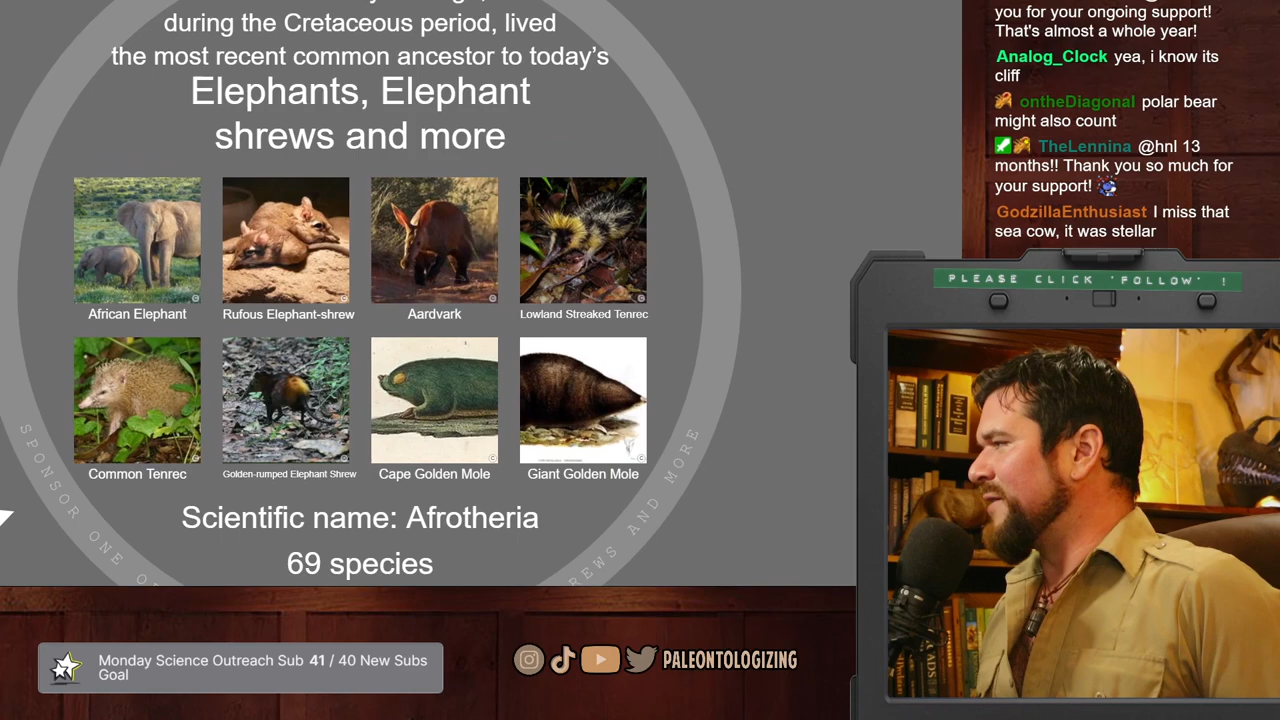 during the Cretaceous period, lived
the most recent common ancestor to today's
Elephants, Elephant
shrews and more
African Elephant
Rufous Elephant-shrew
Aardvark
Lowland Streaked Tenrec
Common Tenrec
Golden-rumped Elephant Shrew
Cape Golden Mole
Giant Golden Mole
Scientific name: Afrotheria
69 species
SPONSOR ONE
AND MORE
you for your ongoing support!
That's almost a whole year!
Analog_Clock yea, i know its
cliff
ontheDiagonal polar bear
might also count
TheLennina @hnl 13
months!! Thank you so much for
your support!
GodzillaEnthusiast I miss that
sea cow, it was stellar
PLEASE CLICK 'FOLLOW' !
Monday Science Outreach Sub 41 / 40 New Subs
Goal
PALEONTOLOGIZING